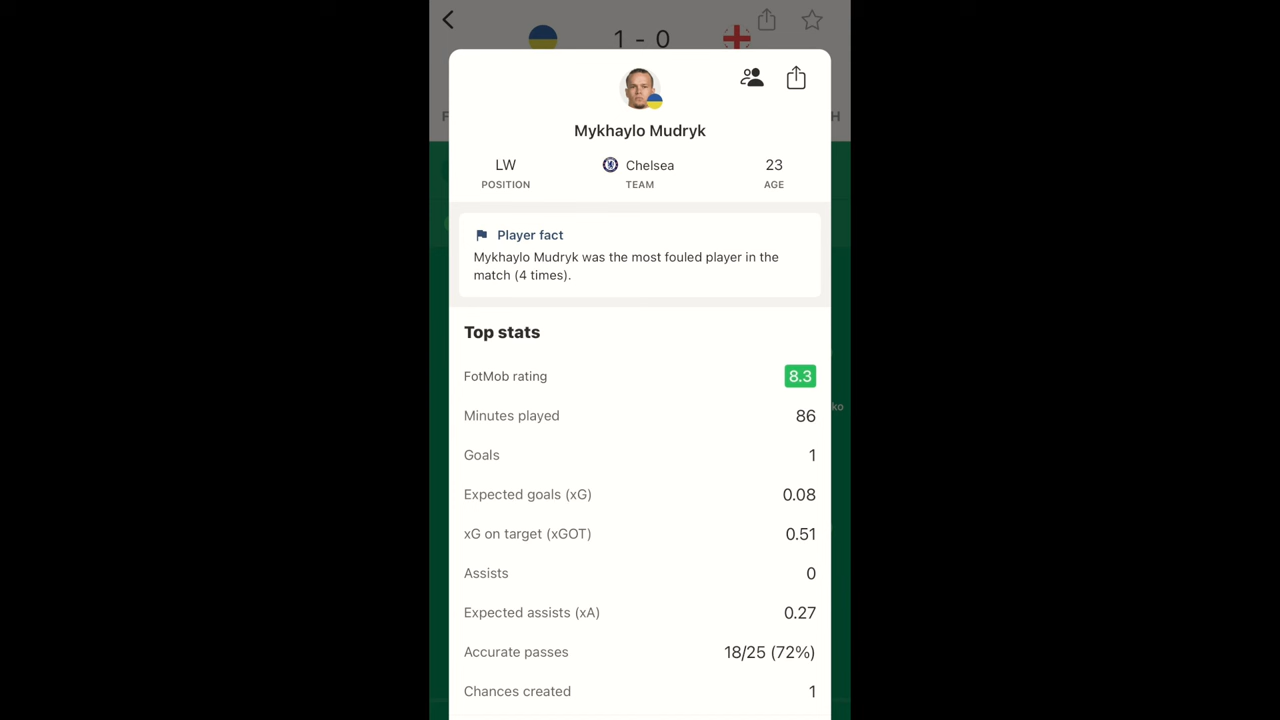 1 - 0
Mykhaylo Mudryk
LW
POSITION
Chelsea
TEAM
23
AGE
Player fact
Mykhaylo Mudryk was the most fouled player in the
match (4 times).
Top stats
FotMob rating 8.3
Minutes played 86
Goals 1
Expected goals (xG) 0.08
xG on target (xGOT) 0.51
Assists 0
Expected assists (xA) 0.27
Accurate passes 18/25 (72%)
Chances created 1